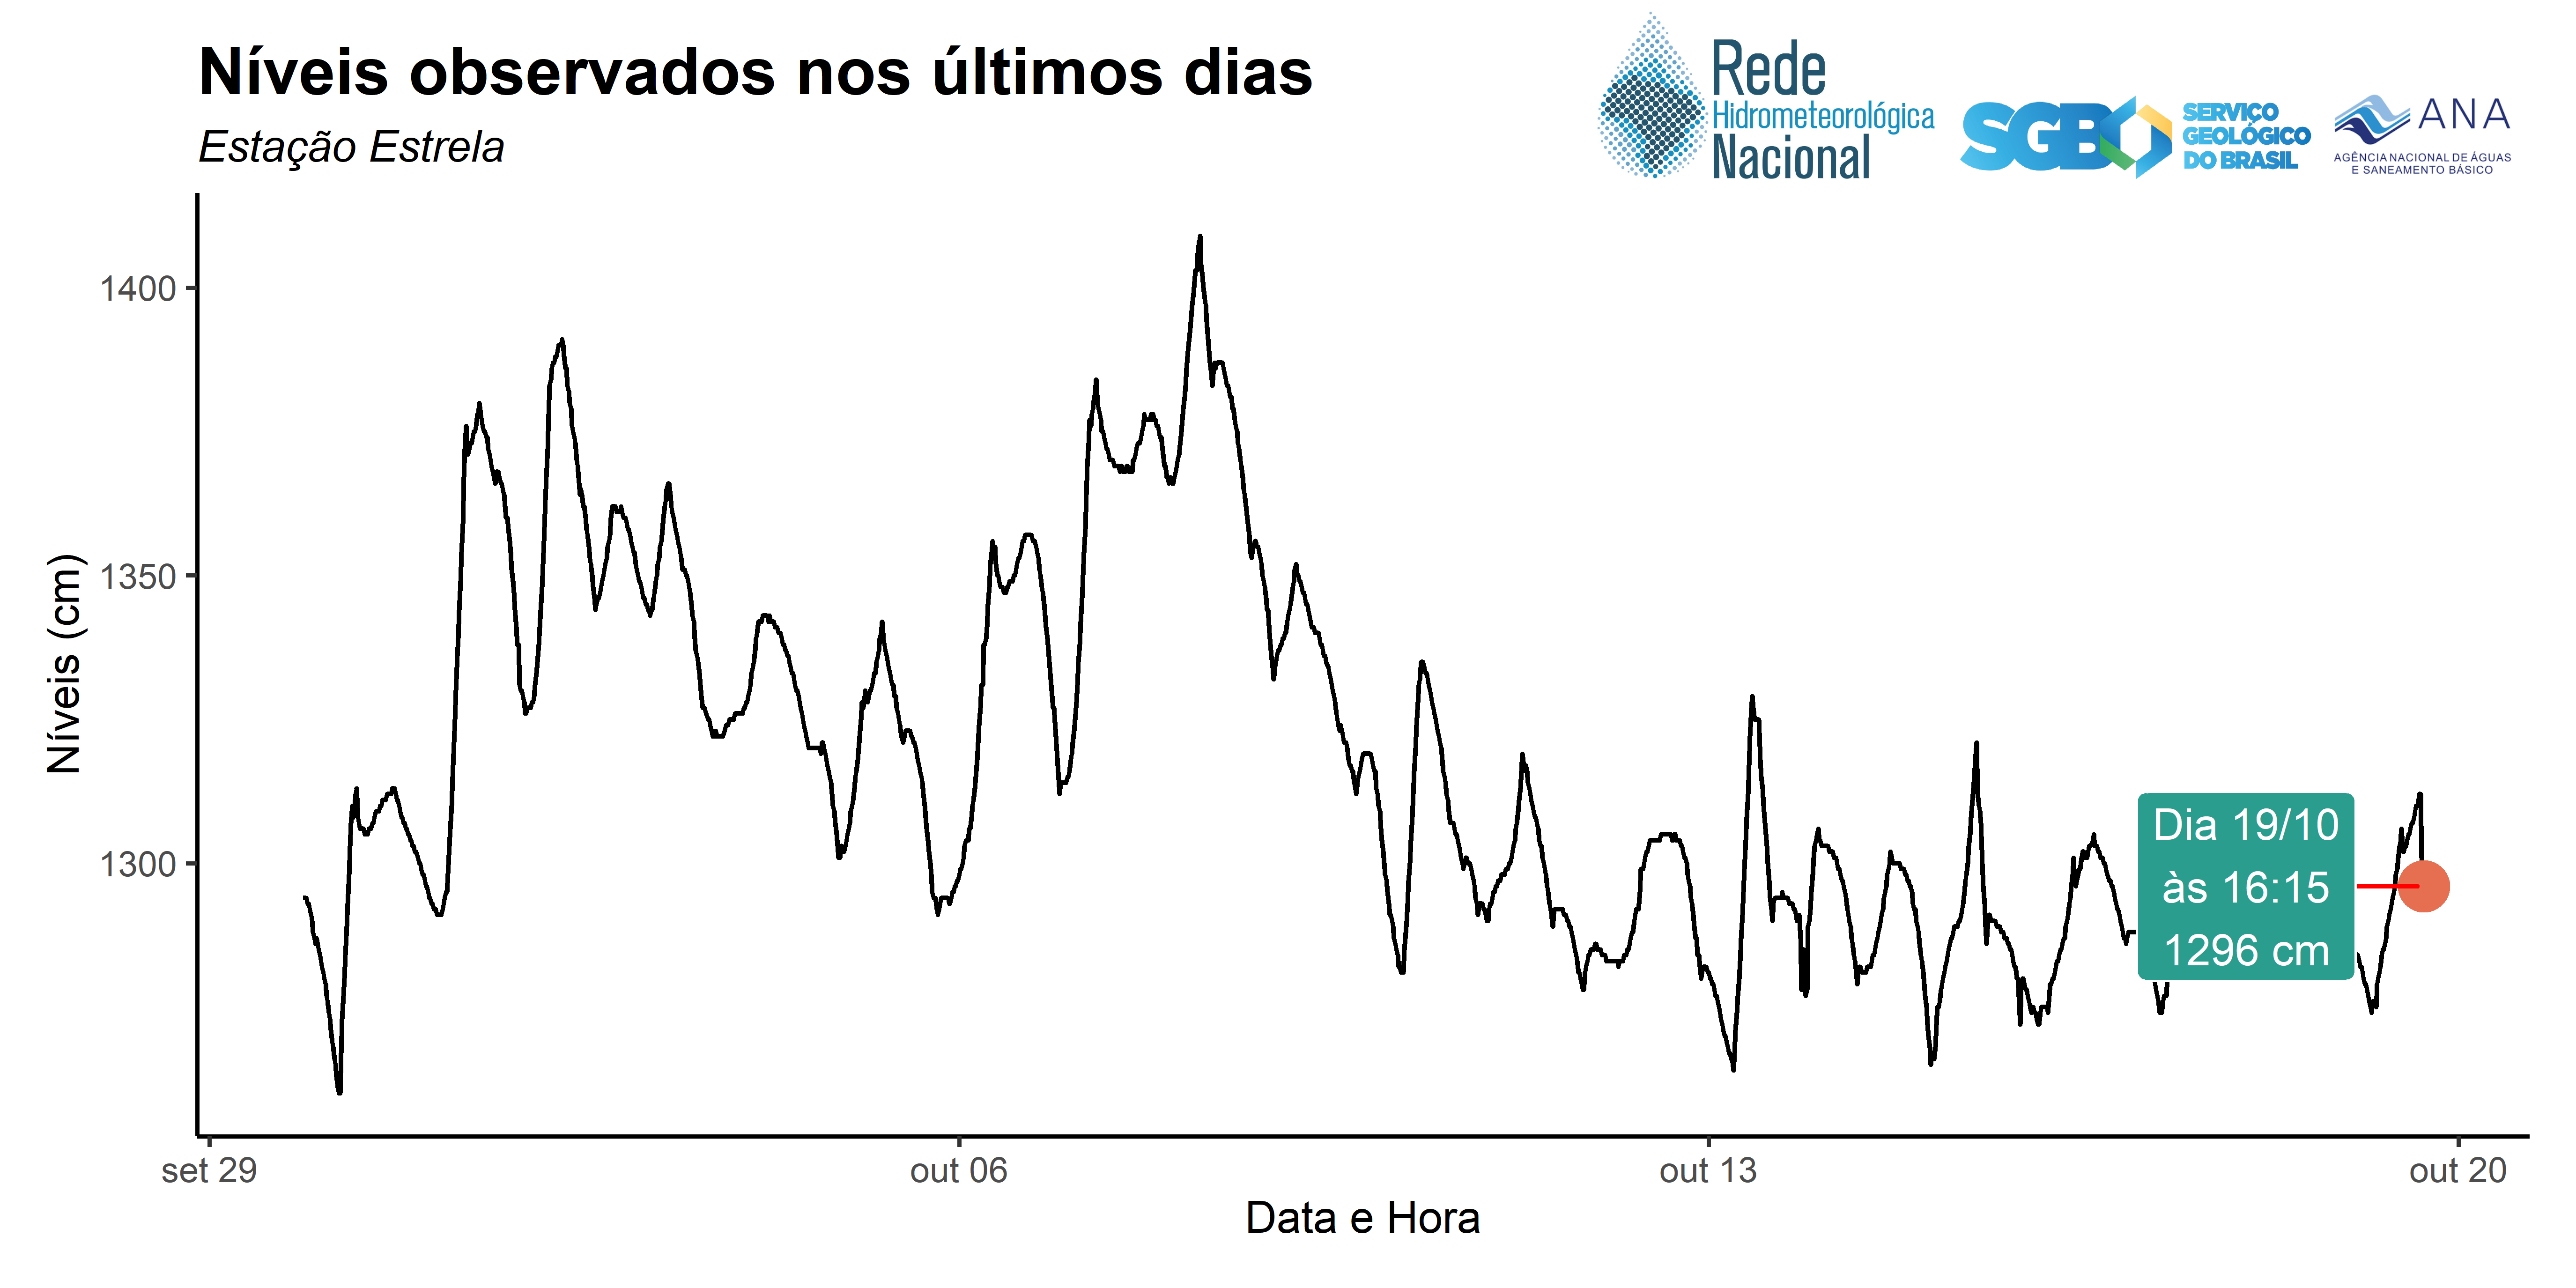 Níveis observados nos últimos dias
Estação Estrela
Rede
Hidrometeorológica
Nacional
SGB
SERVIÇO
GEOLÓGICO
DO BRASIL
ANA
AGÊNCIA NACIONAL DE ÁGUAS
E SANEAMENTO BÁSICO
Níveis (cm)
1400
1350
1300
Dia 19/10
às 16:15
1296 cm
set 29
out 06
out 13
out 20
Data e Hora